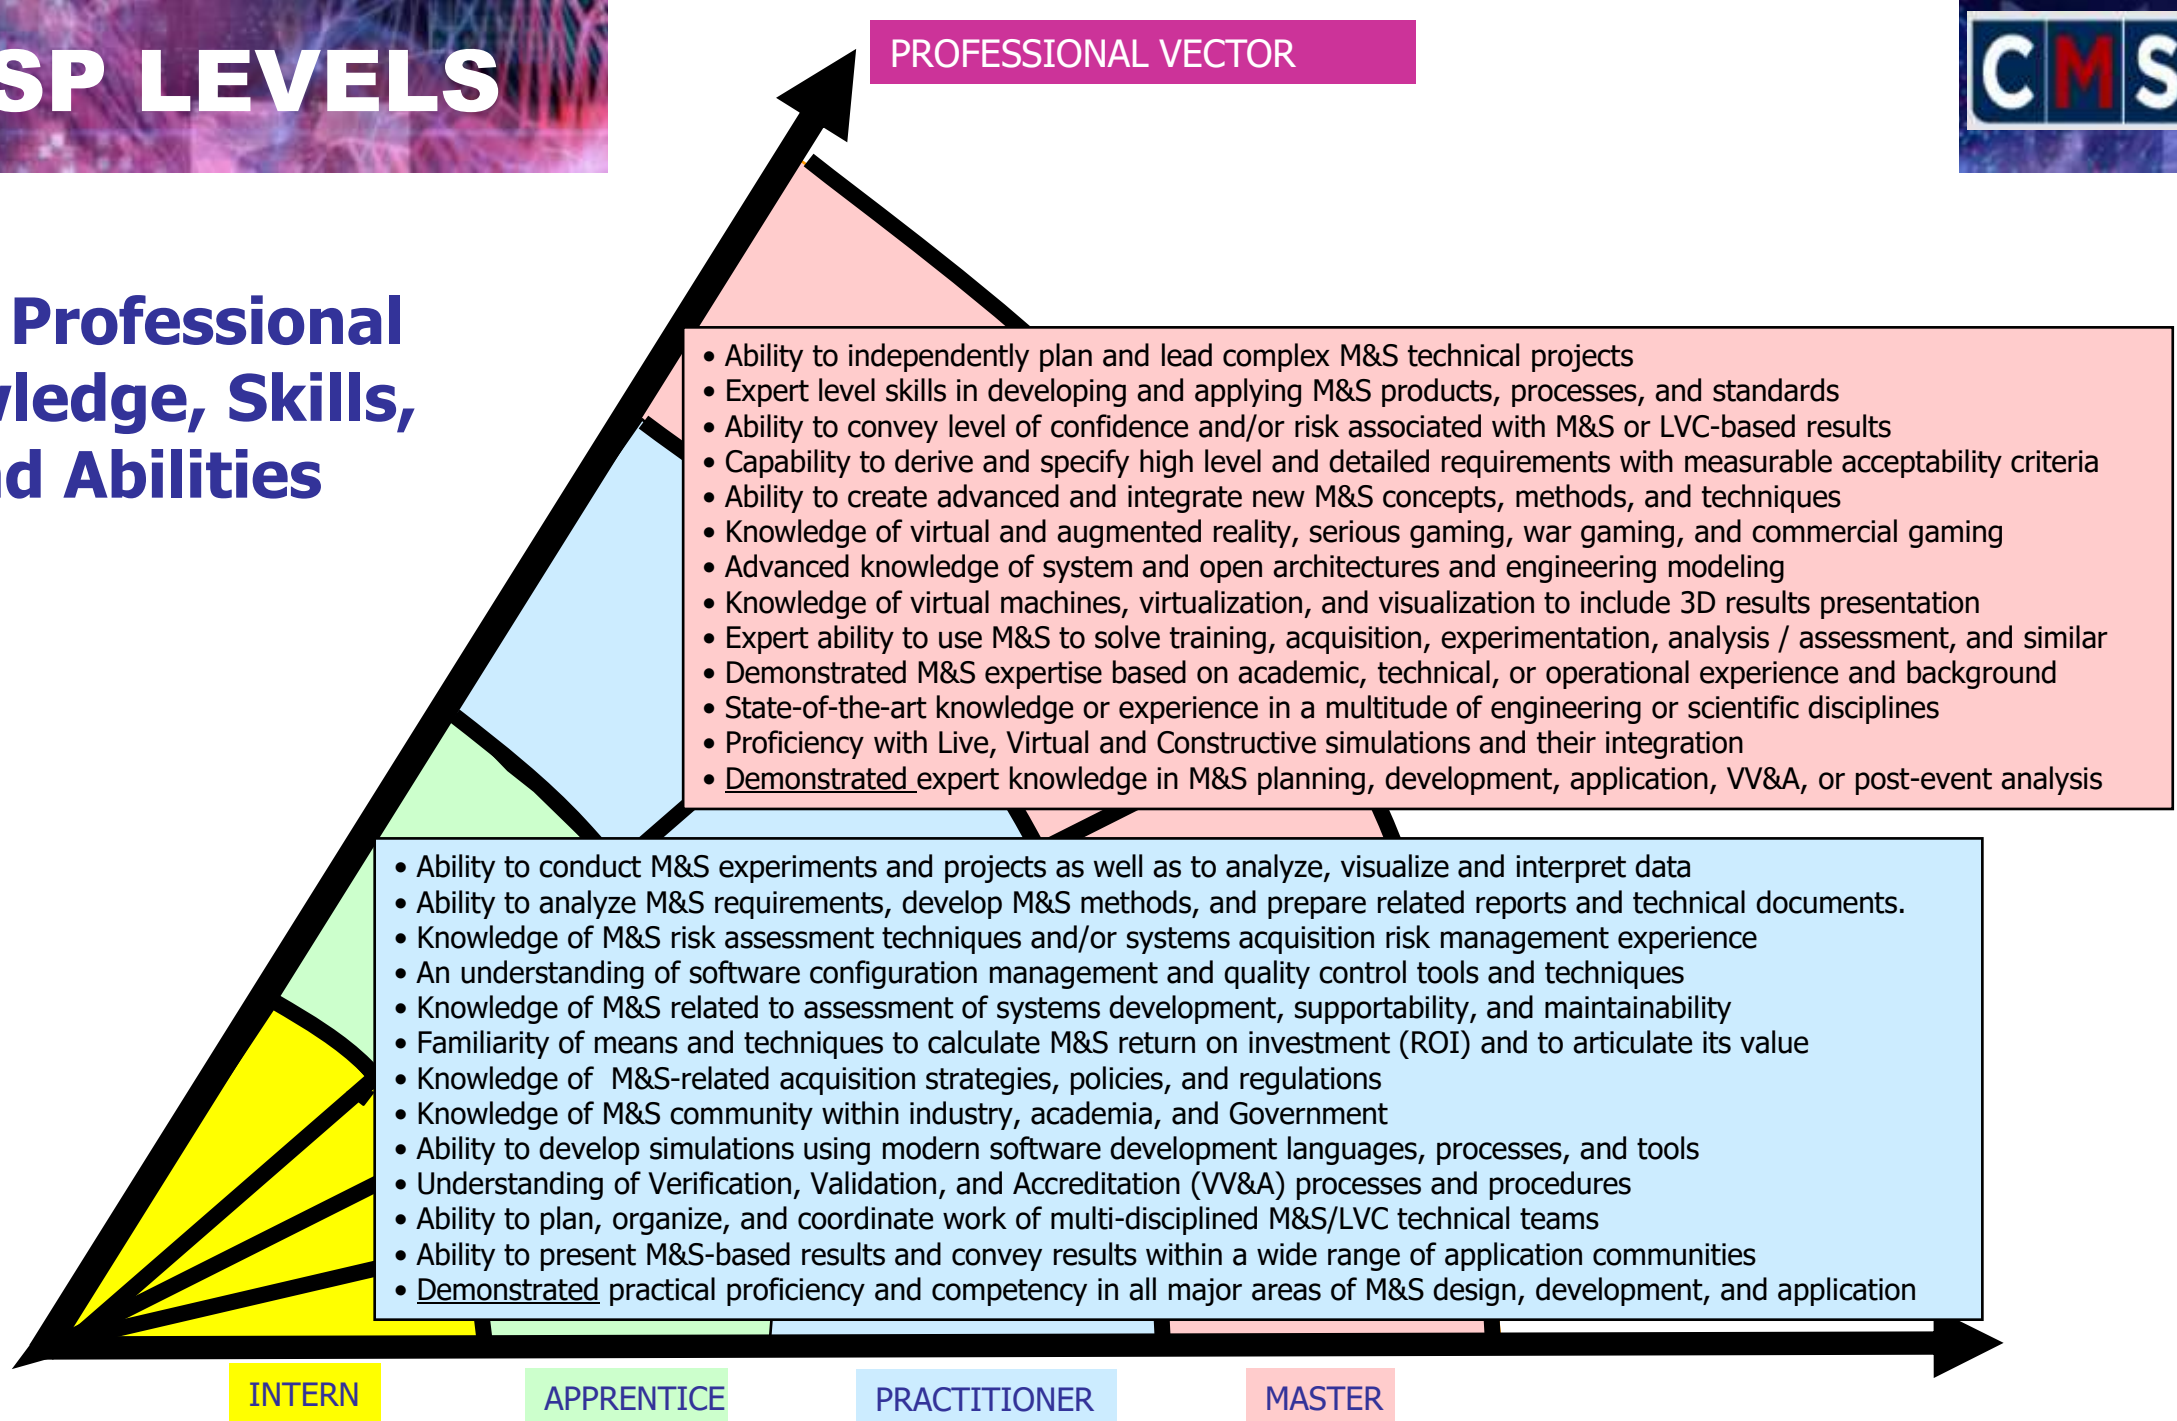 SP LEVELS
PROFESSIONAL VECTOR
CMS
Professional
wledge, Skills,
nd Abilities
• Ability to independently plan and lead complex M&S technical projects
• Expert level skills in developing and applying M&S products, processes, and standards
• Ability to convey level of confidence and/or risk associated with M&S or LVC-based results
• Capability to derive and specify high level and detailed requirements with measurable acceptability criteria
• Ability to create advanced and integrate new M&S concepts, methods, and techniques
• Knowledge of virtual and augmented reality, serious gaming, war gaming, and commercial gaming
• Advanced knowledge of system and open architectures and engineering modeling
• Knowledge of virtual machines, virtualization, and visualization to include 3D results presentation
• Expert ability to use M&S to solve training, acquisition, experimentation, analysis / assessment, and similar
• Demonstrated M&S expertise based on academic, technical, or operational experience and background
• State-of-the-art knowledge or experience in a multitude of engineering or scientific disciplines
• Proficiency with Live, Virtual and Constructive simulations and their integration
• Demonstrated expert knowledge in M&S planning, development, application, VV&A, or post-event analysis
• Ability to conduct M&S experiments and projects as well as to analyze, visualize and interpret data
• Ability to analyze M&S requirements, develop M&S methods, and prepare related reports and technical documents.
• Knowledge of M&S risk assessment techniques and/or systems acquisition risk management experience
• An understanding of software configuration management and quality control tools and techniques
• Knowledge of M&S related to assessment of systems development, supportability, and maintainability
• Familiarity of means and techniques to calculate M&S return on investment (ROI) and to articulate its value
• Knowledge of M&S-related acquisition strategies, policies, and regulations
• Knowledge of M&S community within industry, academia, and Government
• Ability to develop simulations using modern software development languages, processes, and tools
• Understanding of Verification, Validation, and Accreditation (VV&A) processes and procedures
• Ability to plan, organize, and coordinate work of multi-disciplined M&S/LVC technical teams
• Ability to present M&S-based results and convey results within a wide range of application communities
• Demonstrated practical proficiency and competency in all major areas of M&S design, development, and application
INTERN
APPRENTICE
PRACTITIONER
MASTER